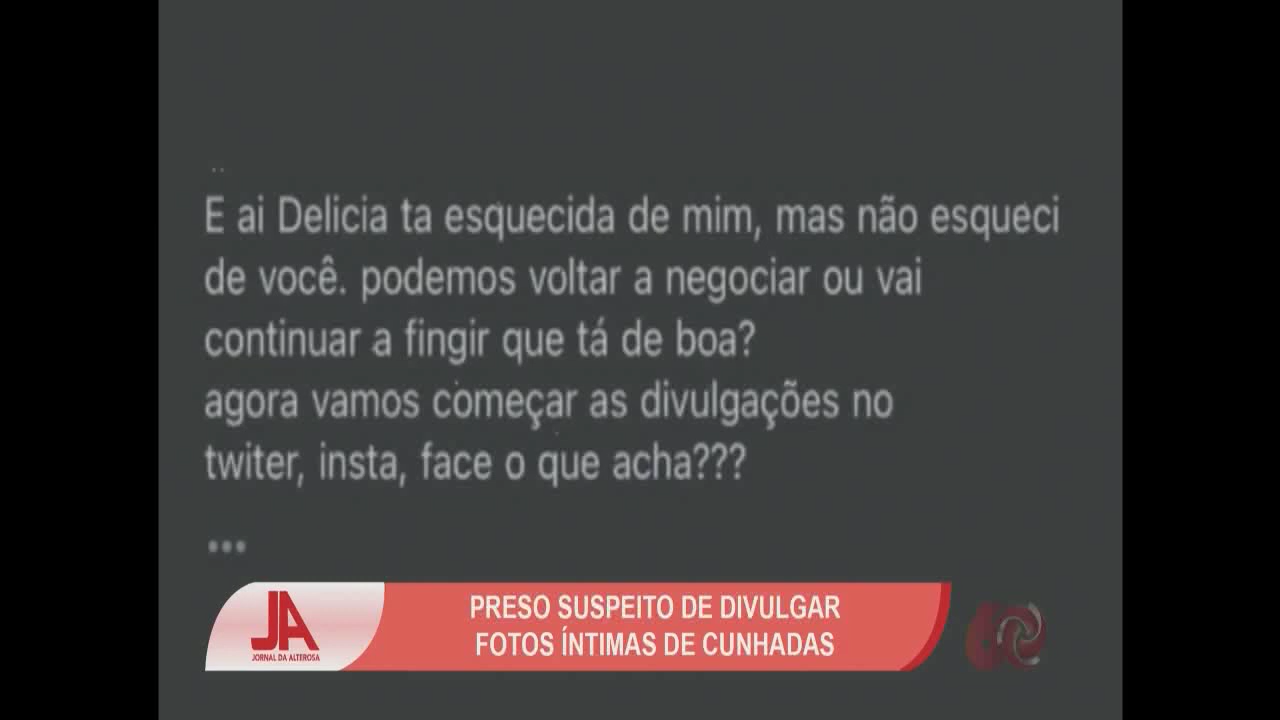 ..
E ai Delicia ta esquecida de mim, mas não esqueci
de você. podemos voltar a negociar ou vai
continuar a fingir que tá de boa?
agora vamos começar as divulgações no
twiter, insta, face o que acha???
...
JA
JORNAL DA ALTEROSA
PRESO SUSPEITO DE DIVULGAR
FOTOS ÍNTIMAS DE CUNHADAS